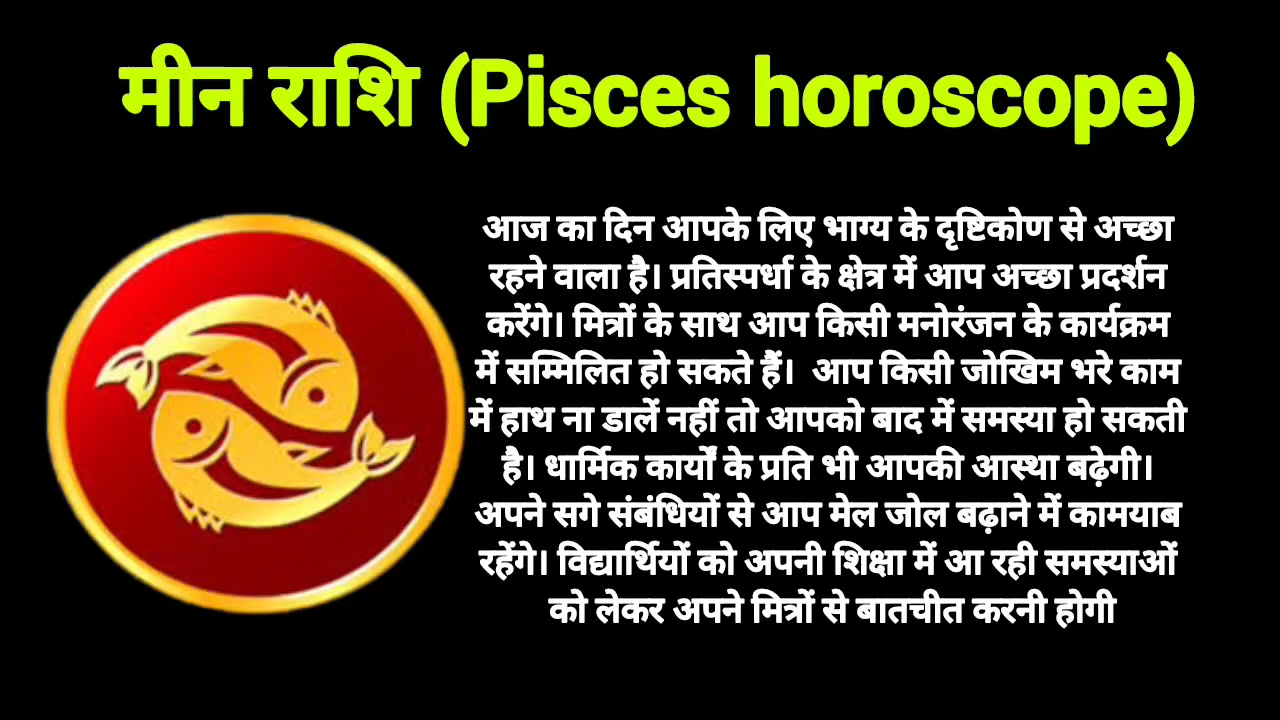 मीन राशि (Pisces horoscope)
आज का दिन आपके लिए भाग्य के दृष्टिकोण से अच्छा
रहने वाला है। प्रतिस्पर्धा के क्षेत्र में आप अच्छा प्रदर्शन
करेंगे। मित्रों के साथ आप किसी मनोरंजन के कार्यक्रम
में सम्मिलित हो सकते हैं।  आप किसी जोखिम भरे काम
में हाथ ना डालें नहीं तो आपको बाद में समस्या हो सकती
है। धार्मिक कार्यों के प्रति भी आपकी आस्था बढ़ेगी।
अपने सगे संबंधियों से आप मेल जोल बढ़ाने में कामयाब
रहेंगे। विद्यार्थियों को अपनी शिक्षा में आ रही समस्याओं
को लेकर अपने मित्रों से बातचीत करनी होगी